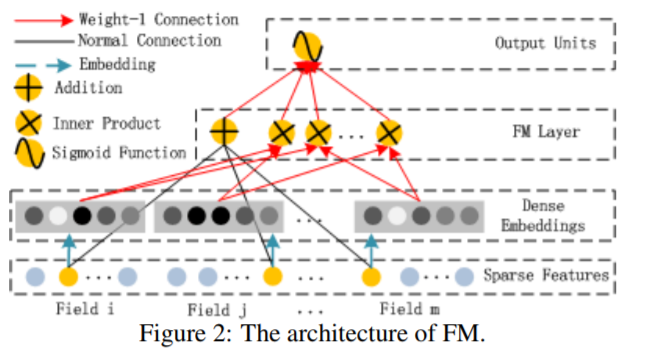 Weight-1 Connection
Normal Connection
Embedding
Addition
Inner Product
Sigmoid Function
Output Units
FM Layer
...
Dense
Embeddings
...
Sparse Features
... ... ... ...
Field i Field j ... Field m
Figure 2: The architecture of FM.